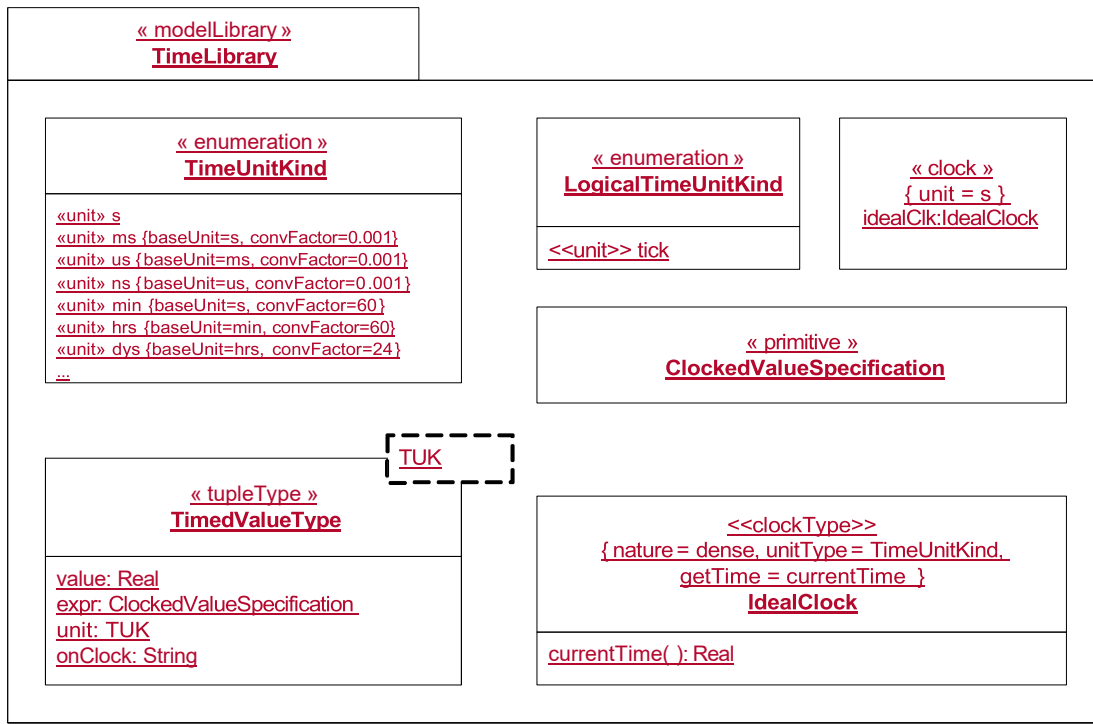 « modelLibrary »
TimeLibrary
« enumeration »
TimeUnitKind
«unit» s
«unit» ms {baseUnit=s, convFactor=0.001}
«unit» us {baseUnit=ms, convFactor=0.001}
«unit» ns {baseUnit=us, convFactor=0.001}
«unit» min {baseUnit=s, convFactor=60}
«unit» hrs {baseUnit=min, convFactor=60}
«unit» dys {baseUnit=hrs, convFactor=24}
...
« enumeration »
LogicalTimeUnitKind
<<unit>> tick
« clock »
{ unit = s }
idealClk:IdealClock
« primitive »
ClockedValueSpecification
TUK
« tupleType »
TimedValueType
value: Real
expr: ClockedValueSpecification
unit: TUK
onClock: String
<<clockType>>
{ nature = dense, unitType = TimeUnitKind,
getTime = currentTime }
IdealClock
currentTime( ): Real